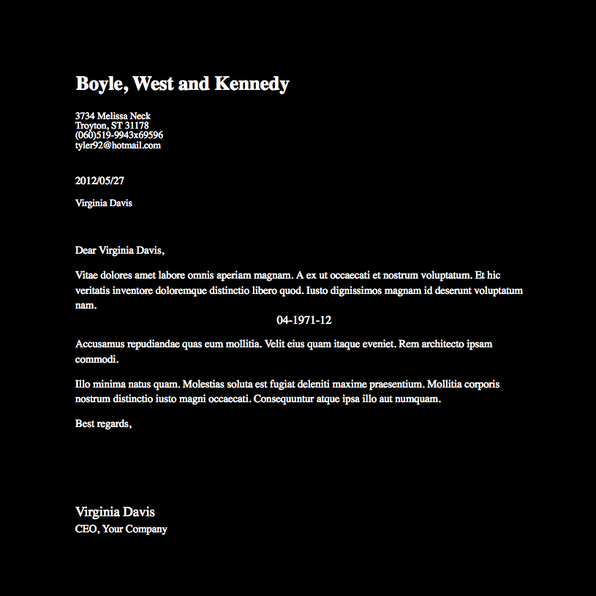 Boyle, West and Kennedy
3734 Melissa Neck
Troyton, ST 31178
(060)519-9943x69596
tyler92@hotmail.com
2012/05/27
Virginia Davis
Dear Virginia Davis,
Vitae dolores amet labore omnis aperiam magnam. A ex ut occaecati et nostrum voluptatum. Et hic
veritatis inventore doloremque distinctio libero quod. Iusto dignissimos magnam id deserunt voluptatum
nam.
04-1971-12
Accusamus repudiandae quas eum mollitia. Velit eius quam itaque eveniet. Rem architecto ipsam
commodi.
Illo minima natus quam. Molestias soluta est fugiat deleniti maxime praesentium. Mollitia corporis
nostrum distinctio iusto magni occaecati. Consequuntur atque ipsa illo aut numquam.
Best regards,
Virginia Davis
CEO, Your Company